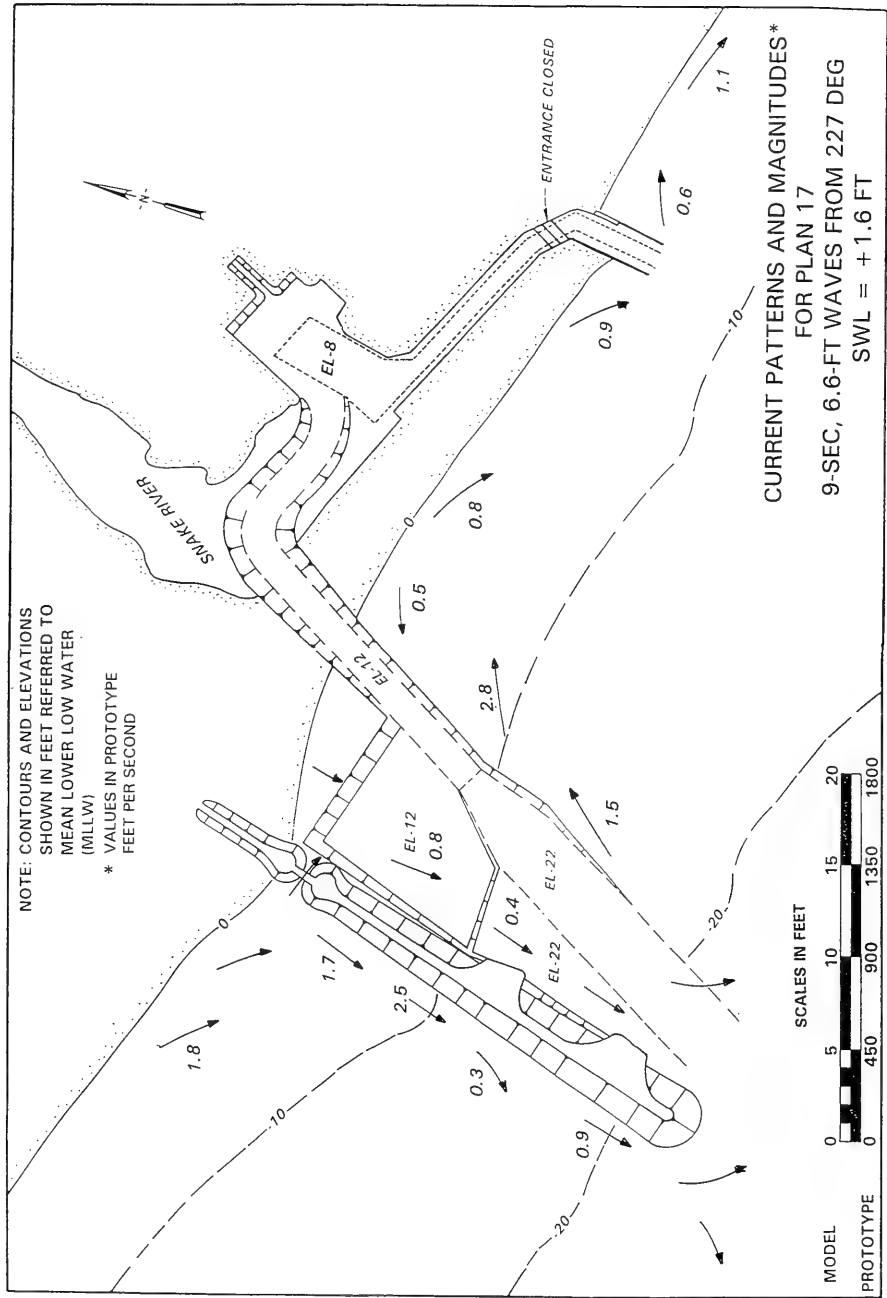 NOTE: CONTOURS AND ELEVATIONS
SHOWN IN FEET REFERRED TO
MEAN LOWER LOW WATER
(MLLW)
* VALUES IN PROTOTYPE
FEET PER SECOND
SNAKE RIVER
-N-
EL-8
ENTRANCE CLOSED
EL-12
0
0
0.5
0.8
0.9
0.6
1.1
EL-12
0.8
2.8
1.8
1.7
2.5
0.4
EL-22
EL-22
1.5
0.3
0.9
-10
-10
-20
-20
CURRENT PATTERNS AND MAGNITUDES*
FOR PLAN 17
9-SEC, 6.6-FT WAVES FROM 227 DEG
SWL = +1.6 FT
SCALES IN FEET
MODEL 0 5 10 15 20
PROTOTYPE 0 450 900 1350 1800